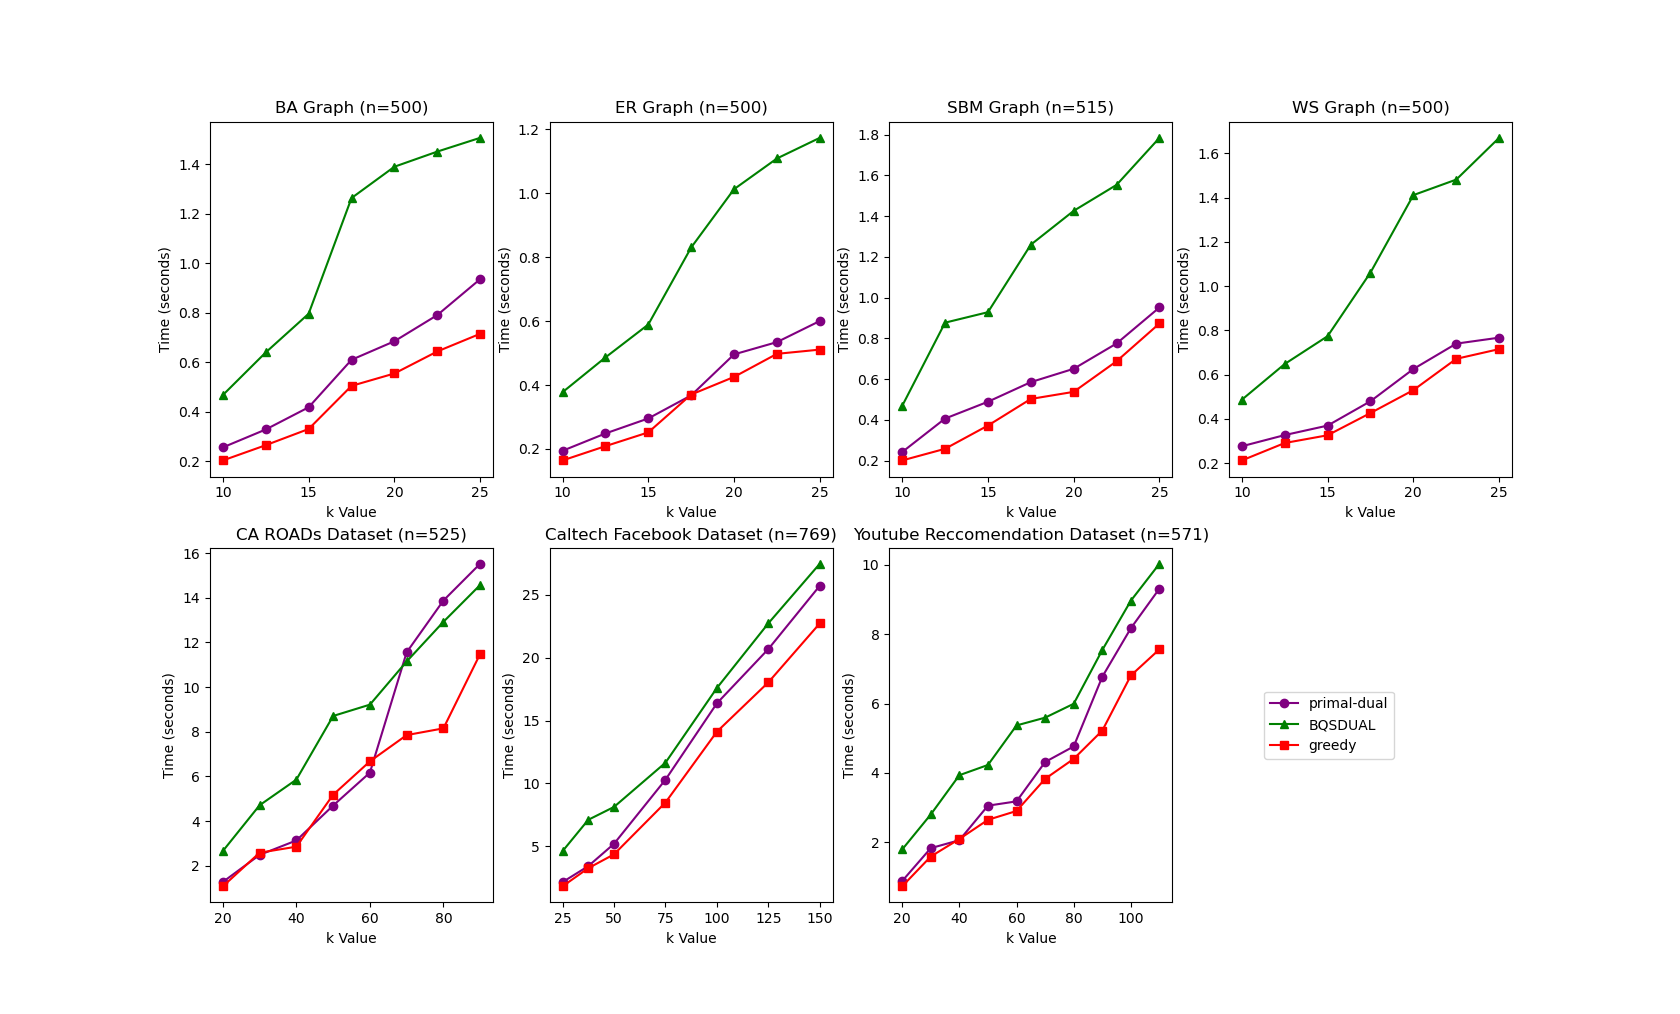 BA Graph (n=500)
Time (seconds)
1.4
1.2
1.0
0.8
0.6
0.4
0.2
10 15 20 25
k Value
ER Graph (n=500)
Time (seconds)
1.2
1.0
0.8
0.6
0.4
0.2
10 15 20 25
k Value
SBM Graph (n=515)
Time (seconds)
1.8
1.6
1.4
1.2
1.0
0.8
0.6
0.4
0.2
10 15 20 25
k Value
WS Graph (n=500)
Time (seconds)
1.6
1.4
1.2
1.0
0.8
0.6
0.4
0.2
10 15 20 25
k Value
CA ROADs Dataset (n=525)
Time (seconds)
16
14
12
10
8
6
4
2
20 40 60 80
k Value
Caltech Facebook Dataset (n=769)
Time (seconds)
25
20
15
10
5
25 50 75 100 125 150
k Value
Youtube Reccomendation Dataset (n=571)
Time (seconds)
10
8
6
4
2
20 40 60 80 100
k Value
primal-dual
BQSDUAL
greedy